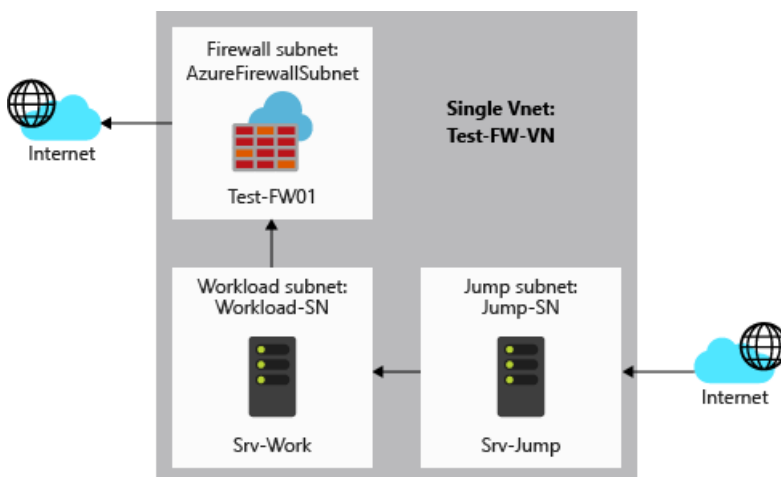 Firewall subnet:
AzureFirewallSubnet
Single Vnet:
Test-FW-VN
Internet
Test-FW01
Workload subnet:
Workload-SN
Jump subnet:
Jump-SN
Internet
Srv-Work
Srv-Jump